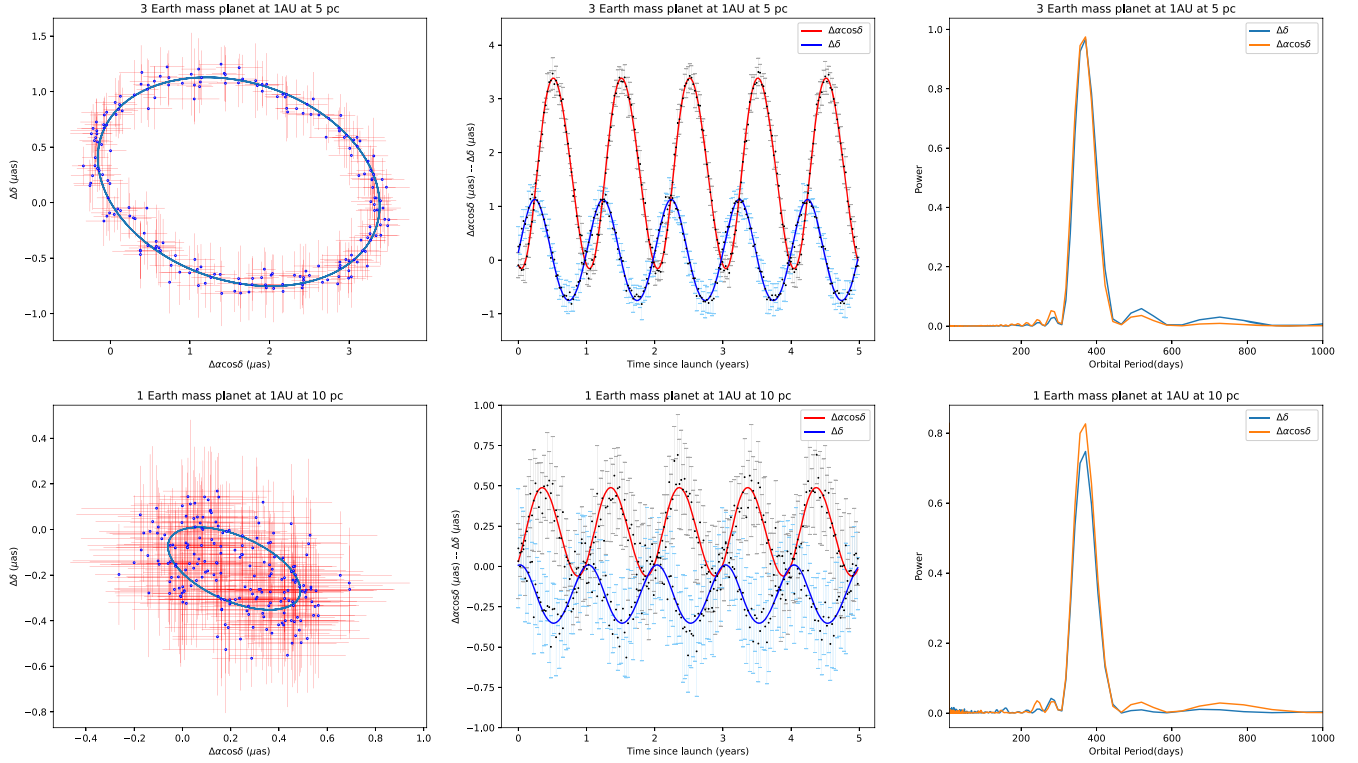 3 Earth mass planet at 1AU at 5 pc
1.5
1.0
0.5
0.0
−0.5
−1.0
Δδ (μas)
0
1
2
3
Δαcosδ (μas)
3 Earth mass planet at 1AU at 5 pc
Δαcosδ
Δδ
4
3
2
1
0
−1
Δαcosδ (μas) -- Δδ (μas)
0
1
2
3
4
5
Time since launch (years)
3 Earth mass planet at 1AU at 5 pc
Δδ
Δαcosδ
1.0
0.8
0.6
0.4
0.2
0.0
Power
200
400
600
800
1000
Orbital Period(days)
1 Earth mass planet at 1AU at 10 pc
0.4
0.2
0.0
−0.2
−0.4
−0.6
−0.8
Δδ (μas)
−0.4
−0.2
0.0
0.2
0.4
0.6
0.8
1.0
Δαcosδ (μas)
1 Earth mass planet at 1AU at 10 pc
Δαcosδ
Δδ
1.00
0.75
0.50
0.25
0.00
−0.25
−0.50
−0.75
−1.00
Δαcosδ (μas) -- Δδ (μas)
0
1
2
3
4
5
Time since launch (years)
1 Earth mass planet at 1AU at 10 pc
Δδ
Δαcosδ
0.8
0.6
0.4
0.2
0.0
Power
200
400
600
800
1000
Orbital Period(days)